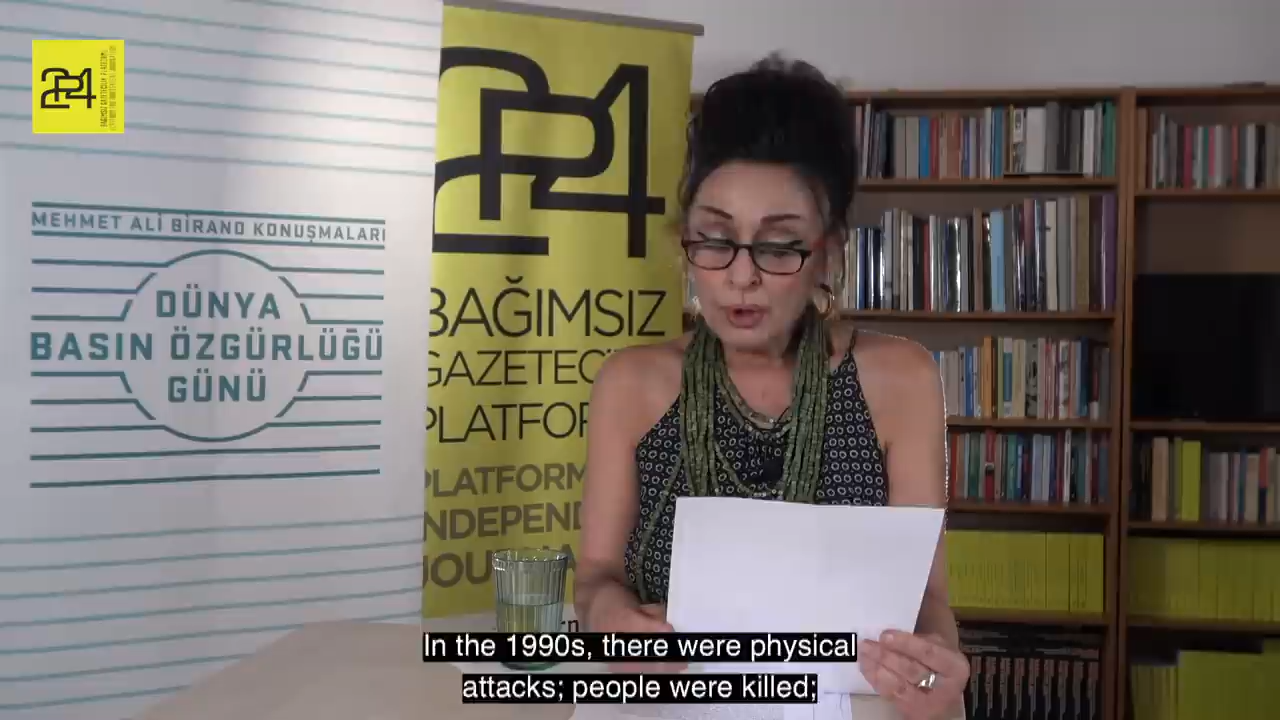 P24
MEHMET ALİ BİRAND KONUŞMALARI
DÜNYA
BASIN ÖZGÜRLÜĞÜ
GÜNÜ
P24
BAĞIMSIZ
GAZETECİ
PLATFOR
PLATFORM
INDEPEND
JOU
In the 1990s, there were physical
attacks; people were killed;